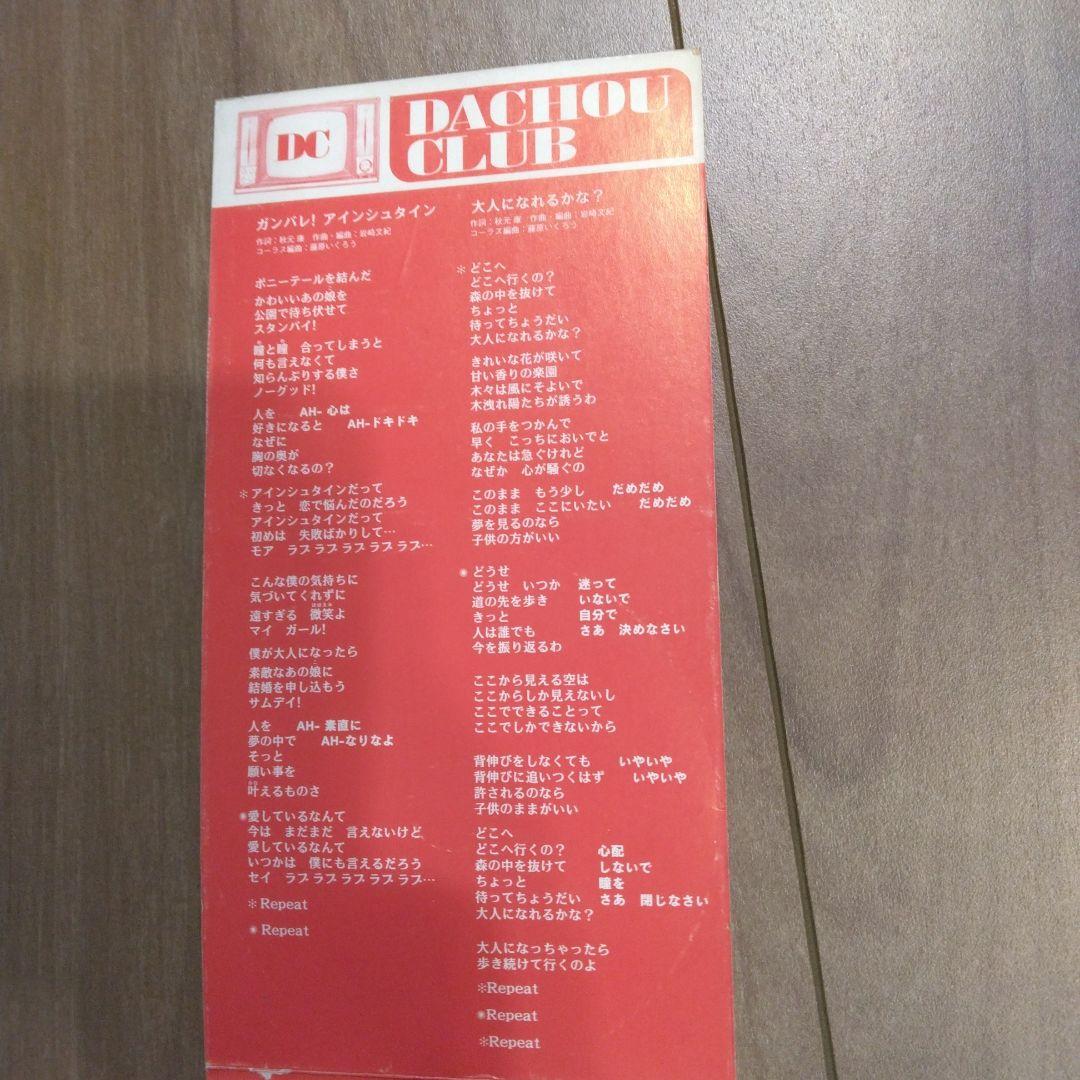 DC
DACHOU
CLUB
ガンバレ! アインシュタイン
作詞：秋元 康 作曲・編曲：岩崎文紀
コーラス編曲：藤原いくろう
ポニーテールを結んだ
かわいいあの娘を
公園で待ち伏せて
スタンバイ!
瞳と瞳 合ってしまうと
何も言えなくて
知らんぷりする僕さ
ノーグッド!
人を AH- 心は
好きになると AH-ドキドキ
なぜに
胸の奥が
切なくなるの?
＊アインシュタインだって
きっと 恋で悩んだのだろう
アインシュタインだって
初めは 失敗ばかりして…
モア ラブ ラブ ラブ ラブ ラブ…
こんな僕の気持ちに
気づいてくれずに
遠すぎる 微笑よ
マイ ガール!
僕が大人になったら
素敵なあの娘に
結婚を申し込もう
サムデイ!
人を AH- 素直に
夢の中で AH-なりなよ
そっと
願い事を
叶えるものさ
◉愛しているなんて
今は まだまだ 言えないけど
愛しているなんて
いつかは 僕にも言えるだろう
セイ ラブ ラブ ラブ ラブ ラブ…
＊Repeat
◉Repeat
大人になれるかな?
作詞：秋元 康 作曲・編曲：岩崎文紀
コーラス編曲：藤原いくろう
＊どこへ
どこへ行くの?
森の中を抜けて
ちょっと
待ってちょうだい
大人になれるかな?
きれいな花が咲いて
甘い香りの楽園
木々は風にそよいで
木洩れ陽たちが誘うわ
私の手をつかんで
早く こっちにおいでと
あなたは急ぐけれど
なぜか 心が騒ぐの
このまま もう少し だめだめ
このまま ここにいたい だめだめ
夢を見るのなら
子供の方がいい
◉どうせ
どうせ いつか 迷って
道の先を歩き いないで
きっと 自分で
人は誰でも さあ 決めなさい
今を振り返るわ
ここから見える空は
ここからしか見えないし
ここでできることって
ここでしかできないから
背伸びをしなくても いやいや
背伸びに追いつくはず いやいや
許されるのなら
子供のままがいい
どこへ
どこへ行くの? 心配
森の中を抜けて しないで
ちょっと 瞳を
待ってちょうだい さあ 閉じなさい
大人になれるかな?
大人になっちゃったら
歩き続けて行くのよ
＊Repeat
◉Repeat
＊Repeat